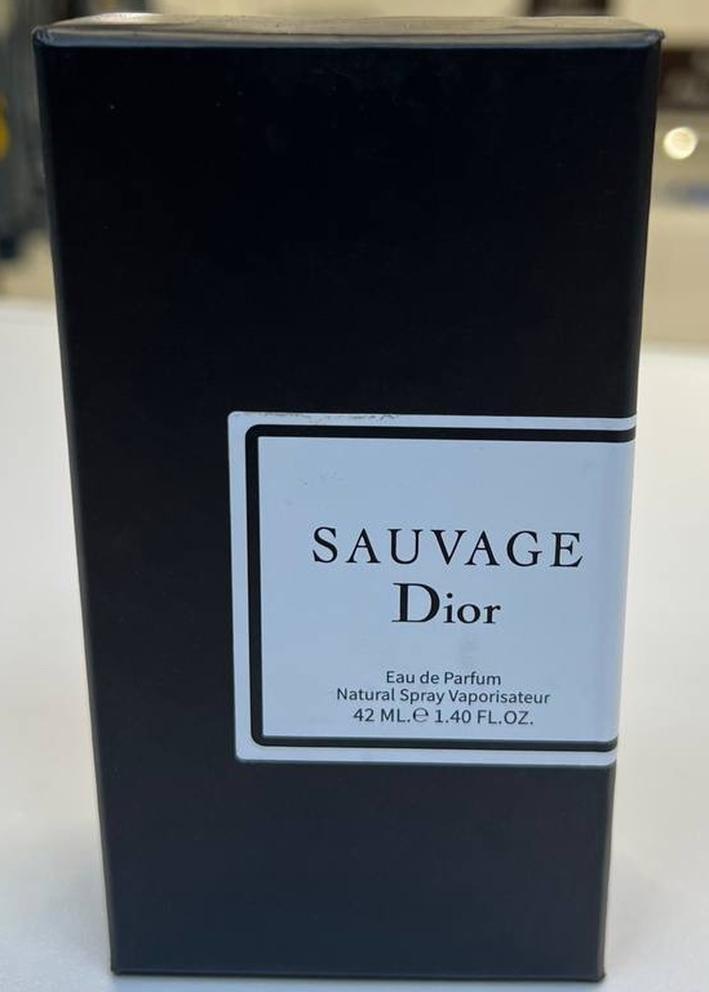 SAUVAGE
Dior
Eau de Parfum
Natural Spray Vaporisateur
42 ML.℮ 1.40 FL.OZ.